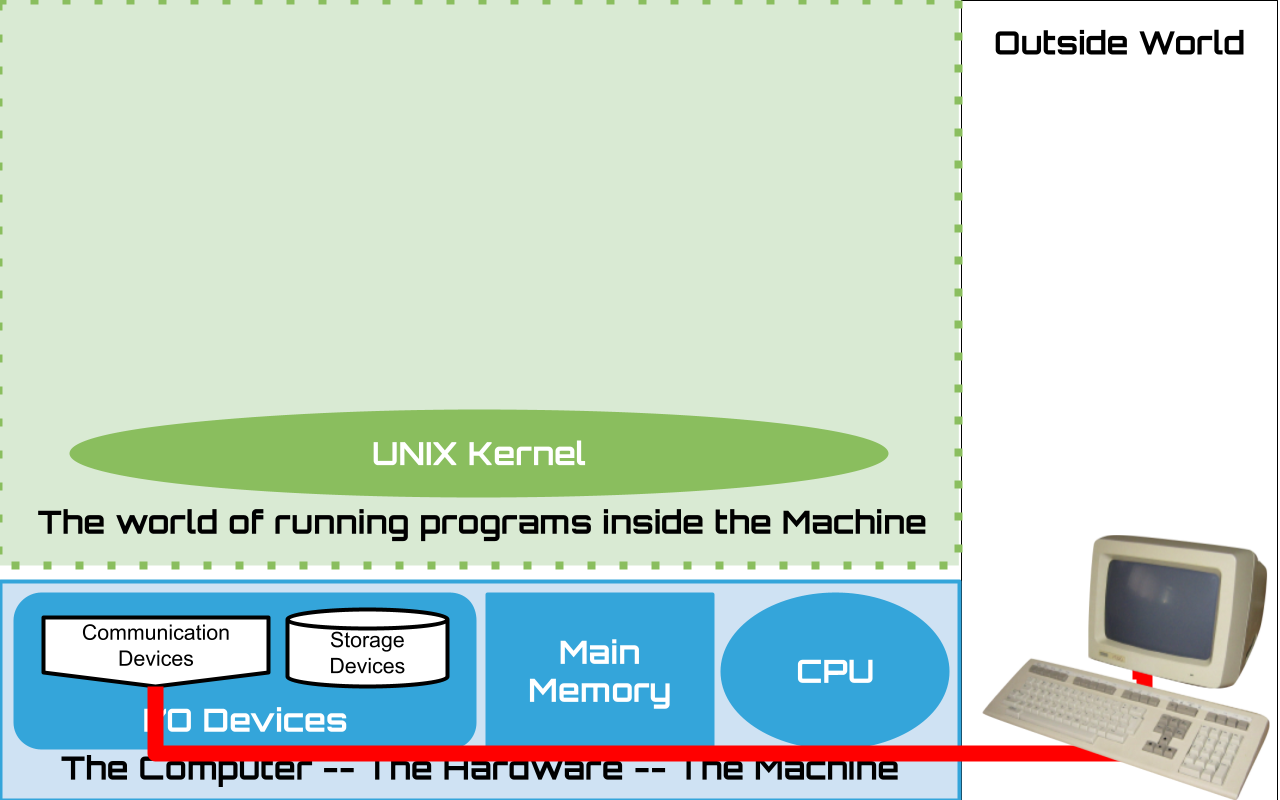 Outside World
UNIX Kernel
The world of running programs inside the Machine
Communication
Devices
Storage
Devices
I/O Devices
Main
Memory
CPU
The Computer -- The Hardware -- The Machine